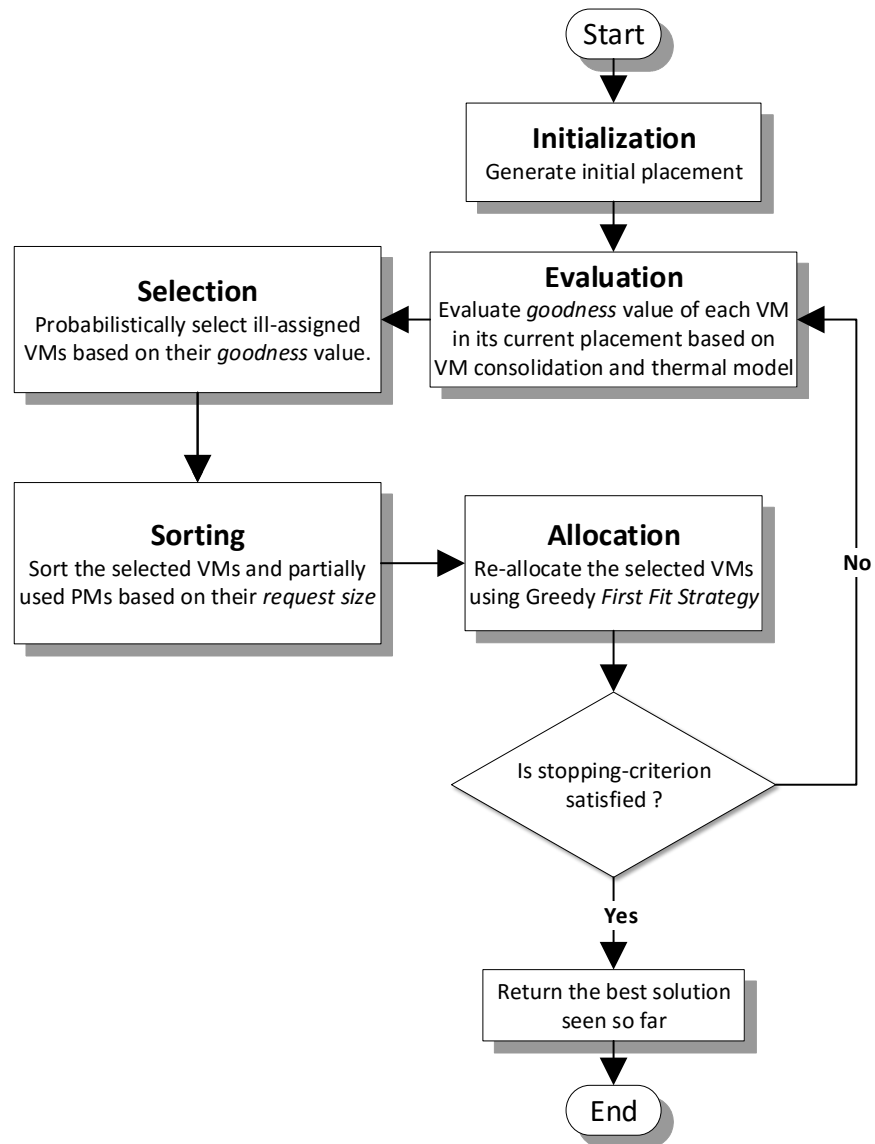 Start
Initialization
Generate initial placement
Evaluation
Evaluate goodness value of each VM
in its current placement based on
VM consolidation and thermal model
Selection
Probabilistically select ill-assigned
VMs based on their goodness value.
Sorting
Sort the selected VMs and partially
used PMs based on their request size
Allocation
Re-allocate the selected VMs
using Greedy First Fit Strategy
No
Is stopping-criterion
satisfied ?
Yes
Return the best solution
seen so far
End